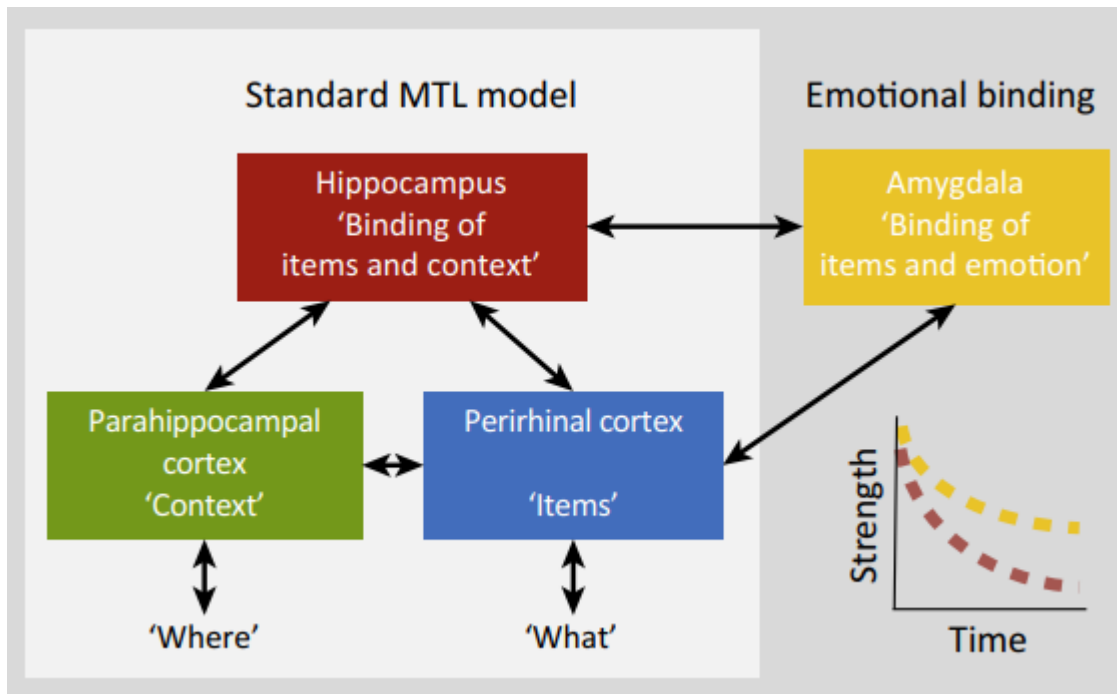 Standard MTL model
Emotional binding
Hippocampus
‘Binding of
items and context’
Amygdala
‘Binding of
items and emotion’
Parahippocampal
cortex
‘Context’
Perirhinal cortex
‘Items’
‘Where’
‘What’
Strength
Time